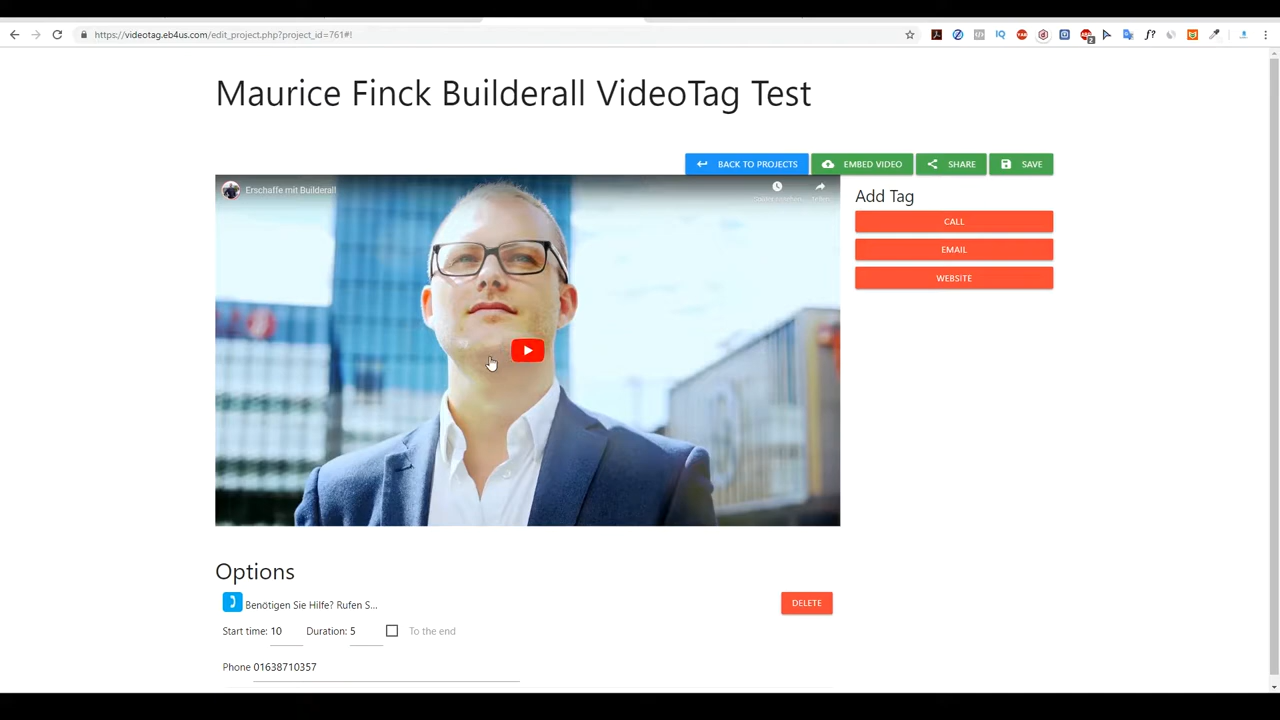 https://videotag.eb4us.com/edit_project.php?project_id=761#!
Maurice Finck Builderall VideoTag Test
BACK TO PROJECTS EMBED VIDEO SHARE SAVE
Erschaffe mit Builderall
Add Tag
CALL
EMAIL
WEBSITE
Options
Benötigen Sie Hilfe? Rufen S...
DELETE
Start time: 10 Duration: 5 To the end
Phone 01638710357